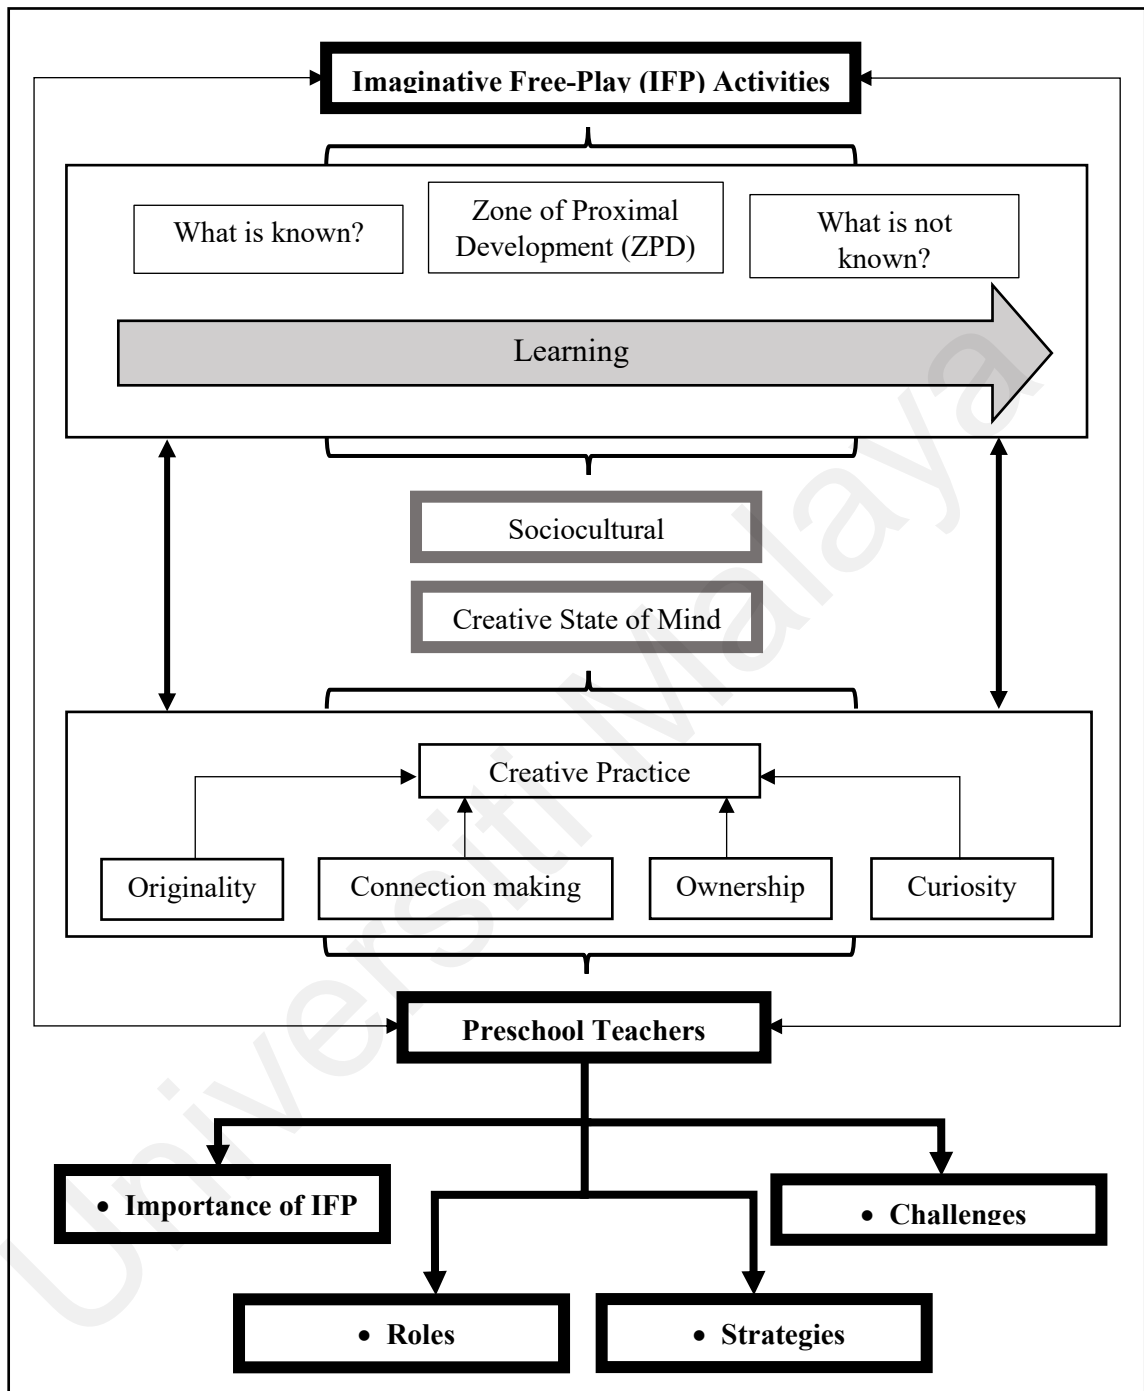 Imaginative Free-Play (IFP) Activities
What is known?
Zone of Proximal
Development (ZPD)
What is not
known?
Learning
Sociocultural
Creative State of Mind
Creative Practice
Originality
Connection making
Ownership
Curiosity
Preschool Teachers
• Importance of IFP
• Challenges
• Roles
• Strategies
Universiti Malaya